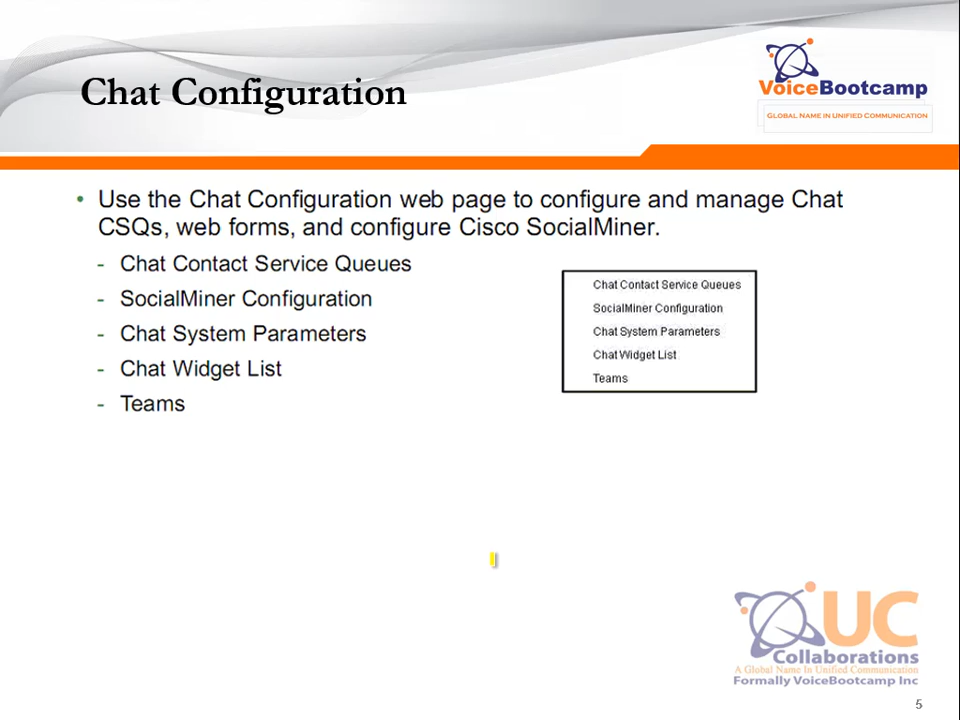 Chat Configuration
VoiceBootcamp
GLOBAL NAME IN UNIFIED COMMUNICATION
• Use the Chat Configuration web page to configure and manage Chat
CSQs, web forms, and configure Cisco SocialMiner.
- Chat Contact Service Queues
- SocialMiner Configuration
- Chat System Parameters
- Chat Widget List
- Teams
Chat Contact Service Queues
SocialMiner Configuration
Chat System Parameters
Chat Widget List
Teams
UC
Collaborations
A Global Name In Unified Communication
Formally VoiceBootcamp Inc
5